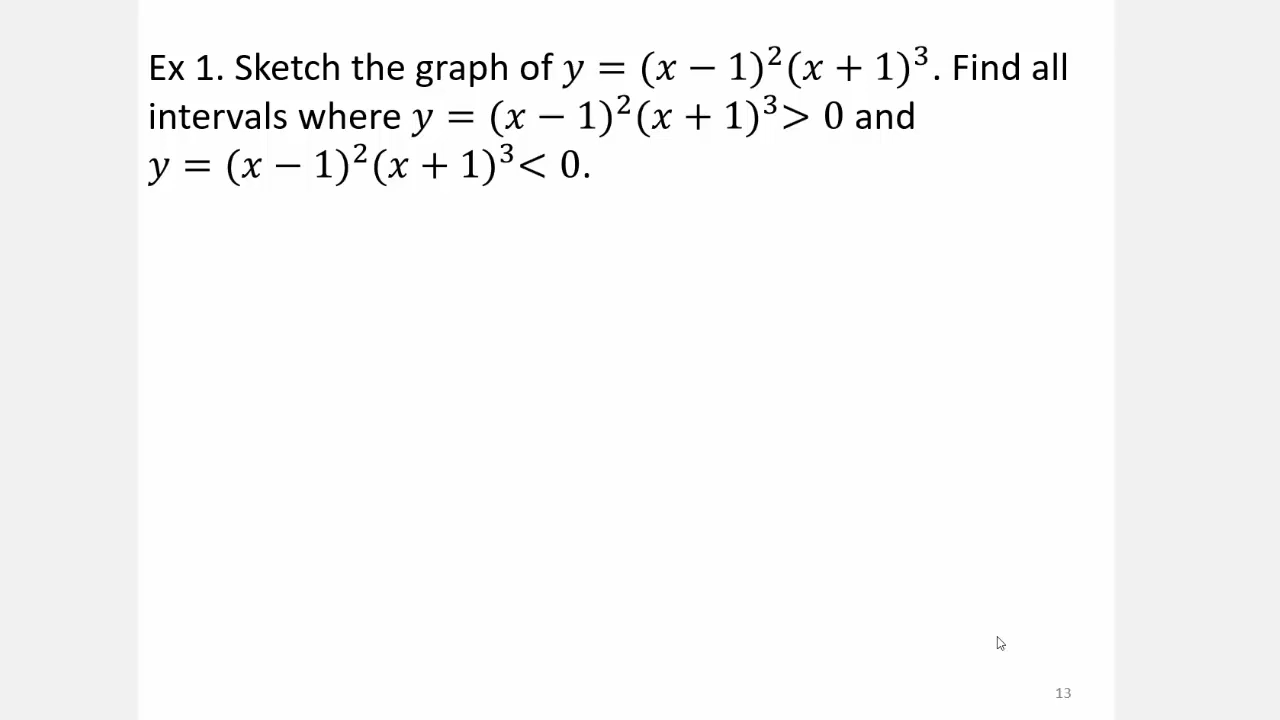 Ex 1. Sketch the graph of 𝑦 = (𝑥 − 1)²(𝑥 + 1)³. Find all
intervals where 𝑦 = (𝑥 − 1)²(𝑥 + 1)³> 0 and
𝑦 = (𝑥 − 1)²(𝑥 + 1)³< 0.
13